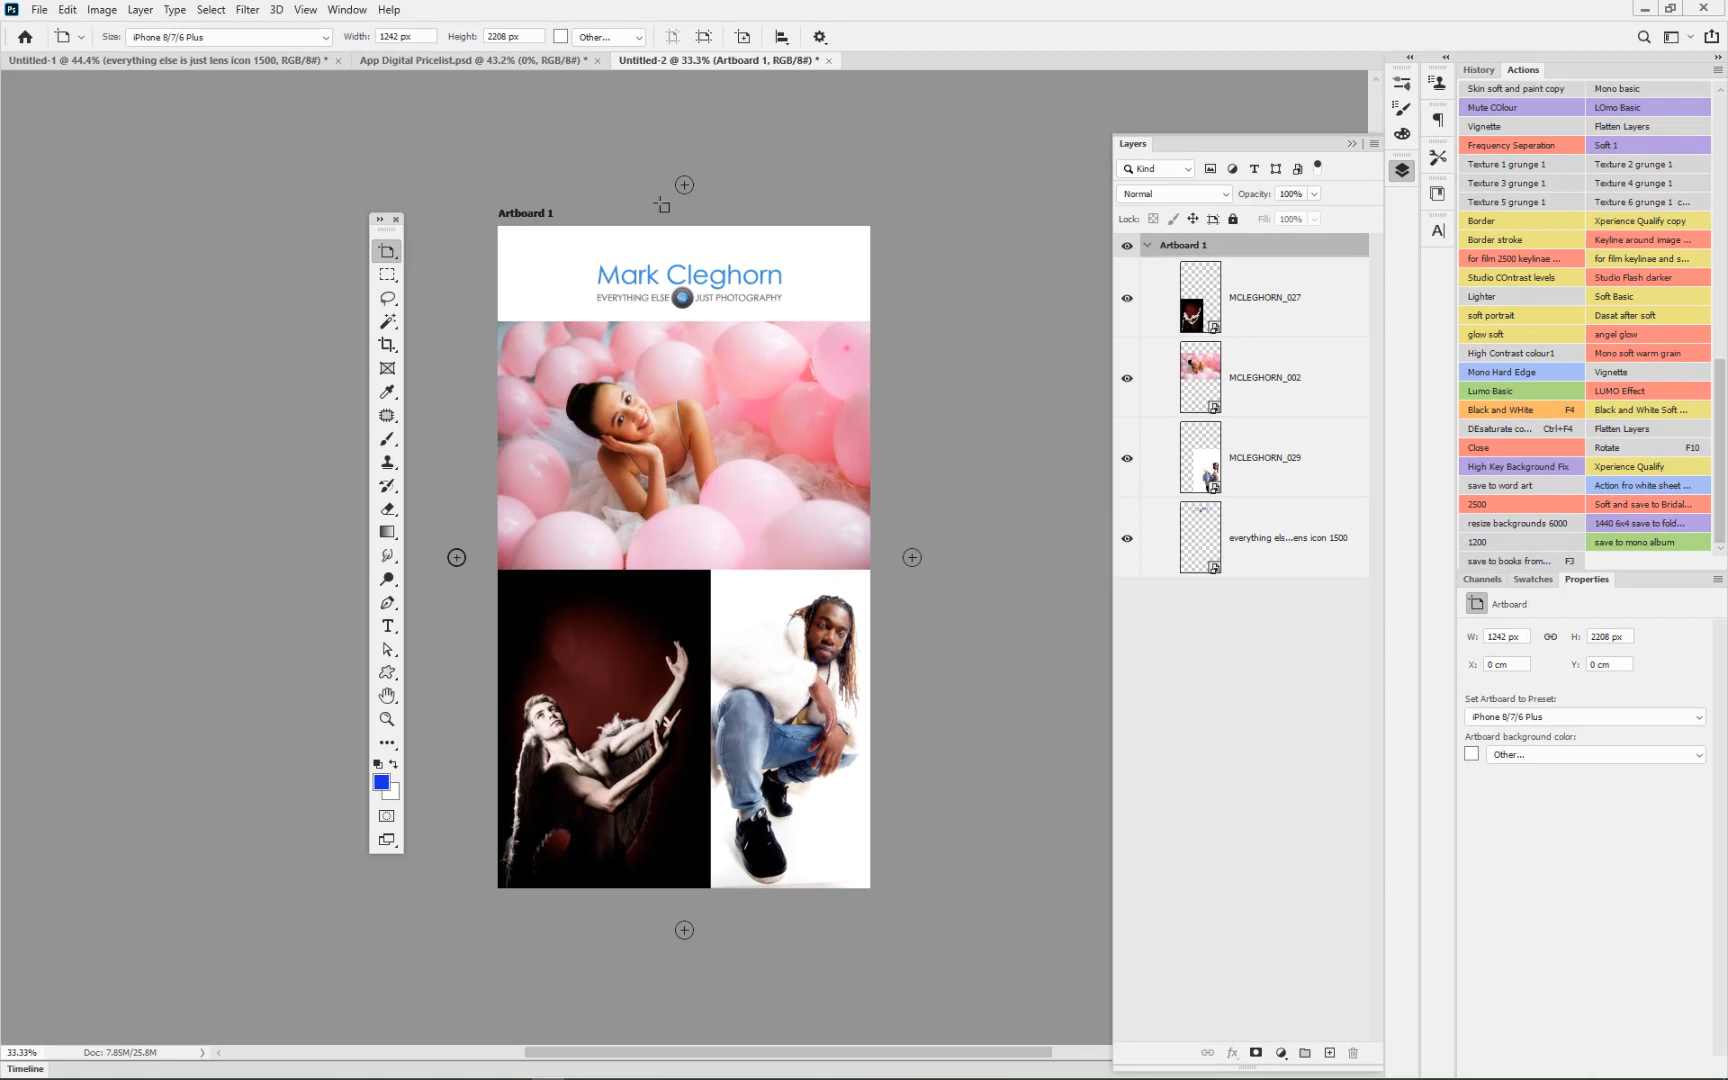 Ps File Edit Image Layer Type Select Filter 3D View Window Help
Size: iPhone 8/7/6 Plus Width: 1242 px Height: 2208 px Other...
Untitled-1 @ 44.4% (everything else is just lens icon 1500, RGB/8#) *
App Digital Pricelist.psd @ 43.2% (0%, RGB/8#) *
Untitled-2 @ 33.3% (Artboard 1, RGB/8#) *
Artboard 1
Mark Cleghorn
EVERYTHING ELSE JUST PHOTOGRAPHY
T
Layers
Kind
T
Normal Opacity: 100%
Lock: Fill: 100%
Artboard 1
MCLEGHORN_027
MCLEGHORN_002
MCLEGHORN_029
everything els...ens icon 1500
fx
A
History Actions
Skin soft and paint copy Mono basic
Mute COlour LOmo Basic
Vignette Flatten Layers
Frequency Seperation Soft 1
Texture 1 grunge 1 Texture 2 grunge 1
Texture 3 grunge 1 Texture 4 grunge 1
Texture 5 grunge 1 Texture 6 grunge 1 c...
Border Xperience Qualify copy
Border stroke Keyline around image ...
for film 2500 keylinae ... for film keylinae and s...
Studio COntrast levels Studio Flash darker
Lighter Soft Basic
soft portrait Dasat after soft
glow soft angel glow
High Contrast colour1 Mono soft warm grain
Mono Hard Edge Vignette
Lumo Basic LUMO Effect
Black and WHite F4 Black and White Soft ...
DEsaturate co... Ctrl+F4 Flatten Layers
Close Rotate F10
High Key Background Fix Xperience Qualify
save to word art Action fro white sheet ...
2500 Soft and save to Bridal...
resize backgrounds 6000 1440 6x4 save to fold...
1200 save to mono album
save to books from... F3
Channels Swatches Properties
Artboard
W: 1242 px H: 2208 px
X: 0 cm Y: 0 cm
Set Artboard to Preset:
iPhone 8/7/6 Plus
Artboard background color:
Other...
33.33% Doc: 7.85M/25.8M
Timeline